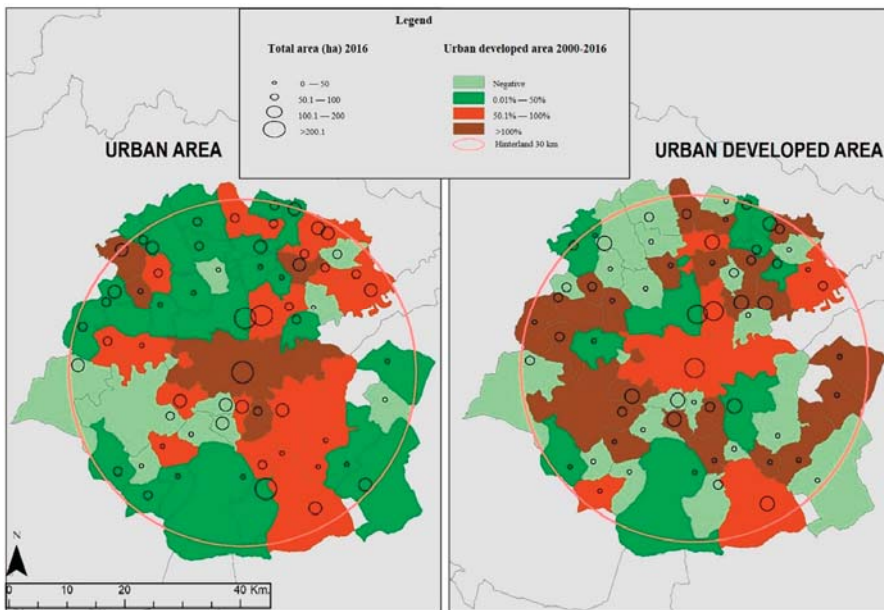 Legend
Total area (ha) 2016
Urban developed area 2000-2016
0 — 50
50.1 — 100
100.1 — 200
>200.1
Negative
0.01% — 50%
50.1% — 100%
>100%
Hinterland 30 km
URBAN AREA
URBAN DEVELOPED AREA
N
0 10 20 40 Km.